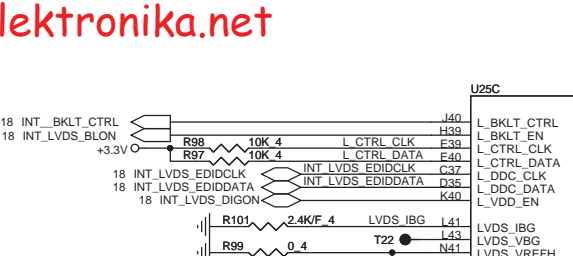 lektronika.net
U25C
18 INT__BKLT_CTRL J40 L_BKLT_CTRL
18 INT_LVDS_BLON H39 L_BKLT_EN
+3.3V R98 10K_4 L_CTRL_CLK E39 L_CTRL_CLK
R97 10K_4 L_CTRL_DATA E40 L_CTRL_DATA
18 INT_LVDS_EDIDCLK INT_LVDS_EDIDCLK C37 L_DDC_CLK
18 INT_LVDS_EDIDDATA INT_LVDS_EDIDDATA D35 L_DDC_DATA
18 INT_LVDS_DIGON K40 L_VDD_EN
R101 2.4K/F_4 LVDS_IBG L41 LVDS_IBG
T22 L43 LVDS_VBG
R99 0_4 N41 LVDS_VREFH